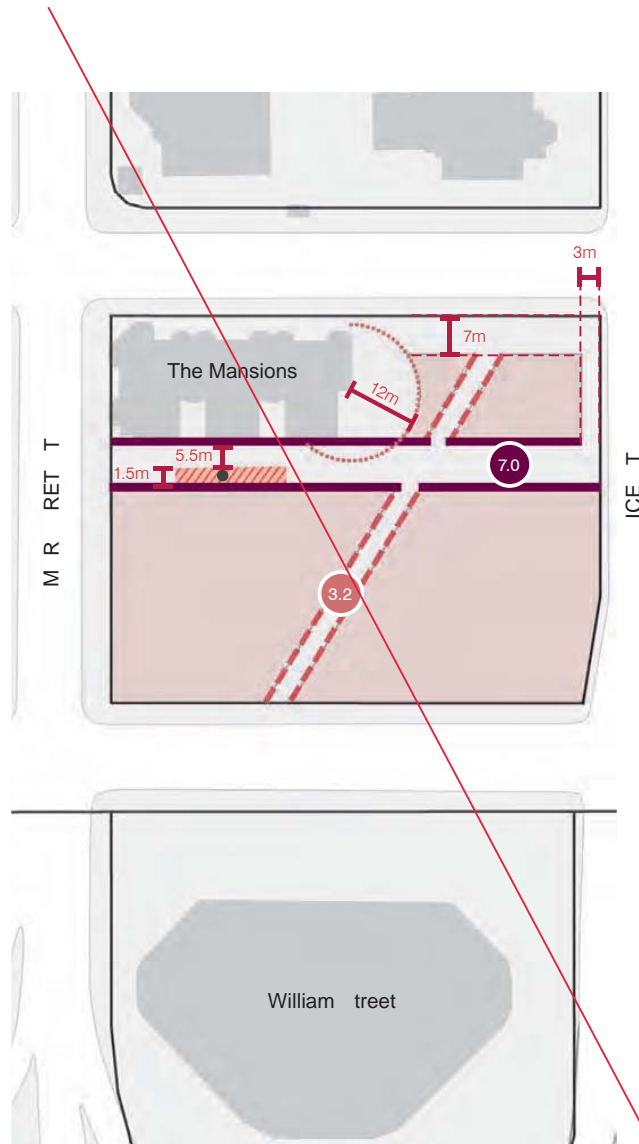 3m
7m
The Mansions
12m
5.5m
1.5m
7.0
M R RET T
ICE T
3.2
William treet